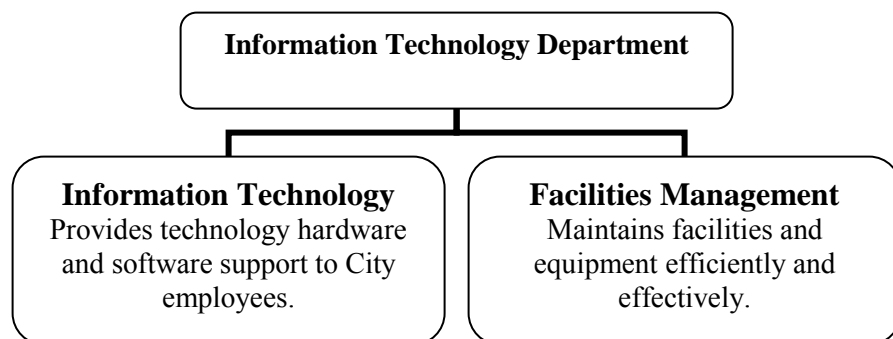 Information Technology Department
Information Technology
Provides technology hardware
and software support to City
employees.
Facilities Management
Maintains facilities and
equipment efficiently and
effectively.